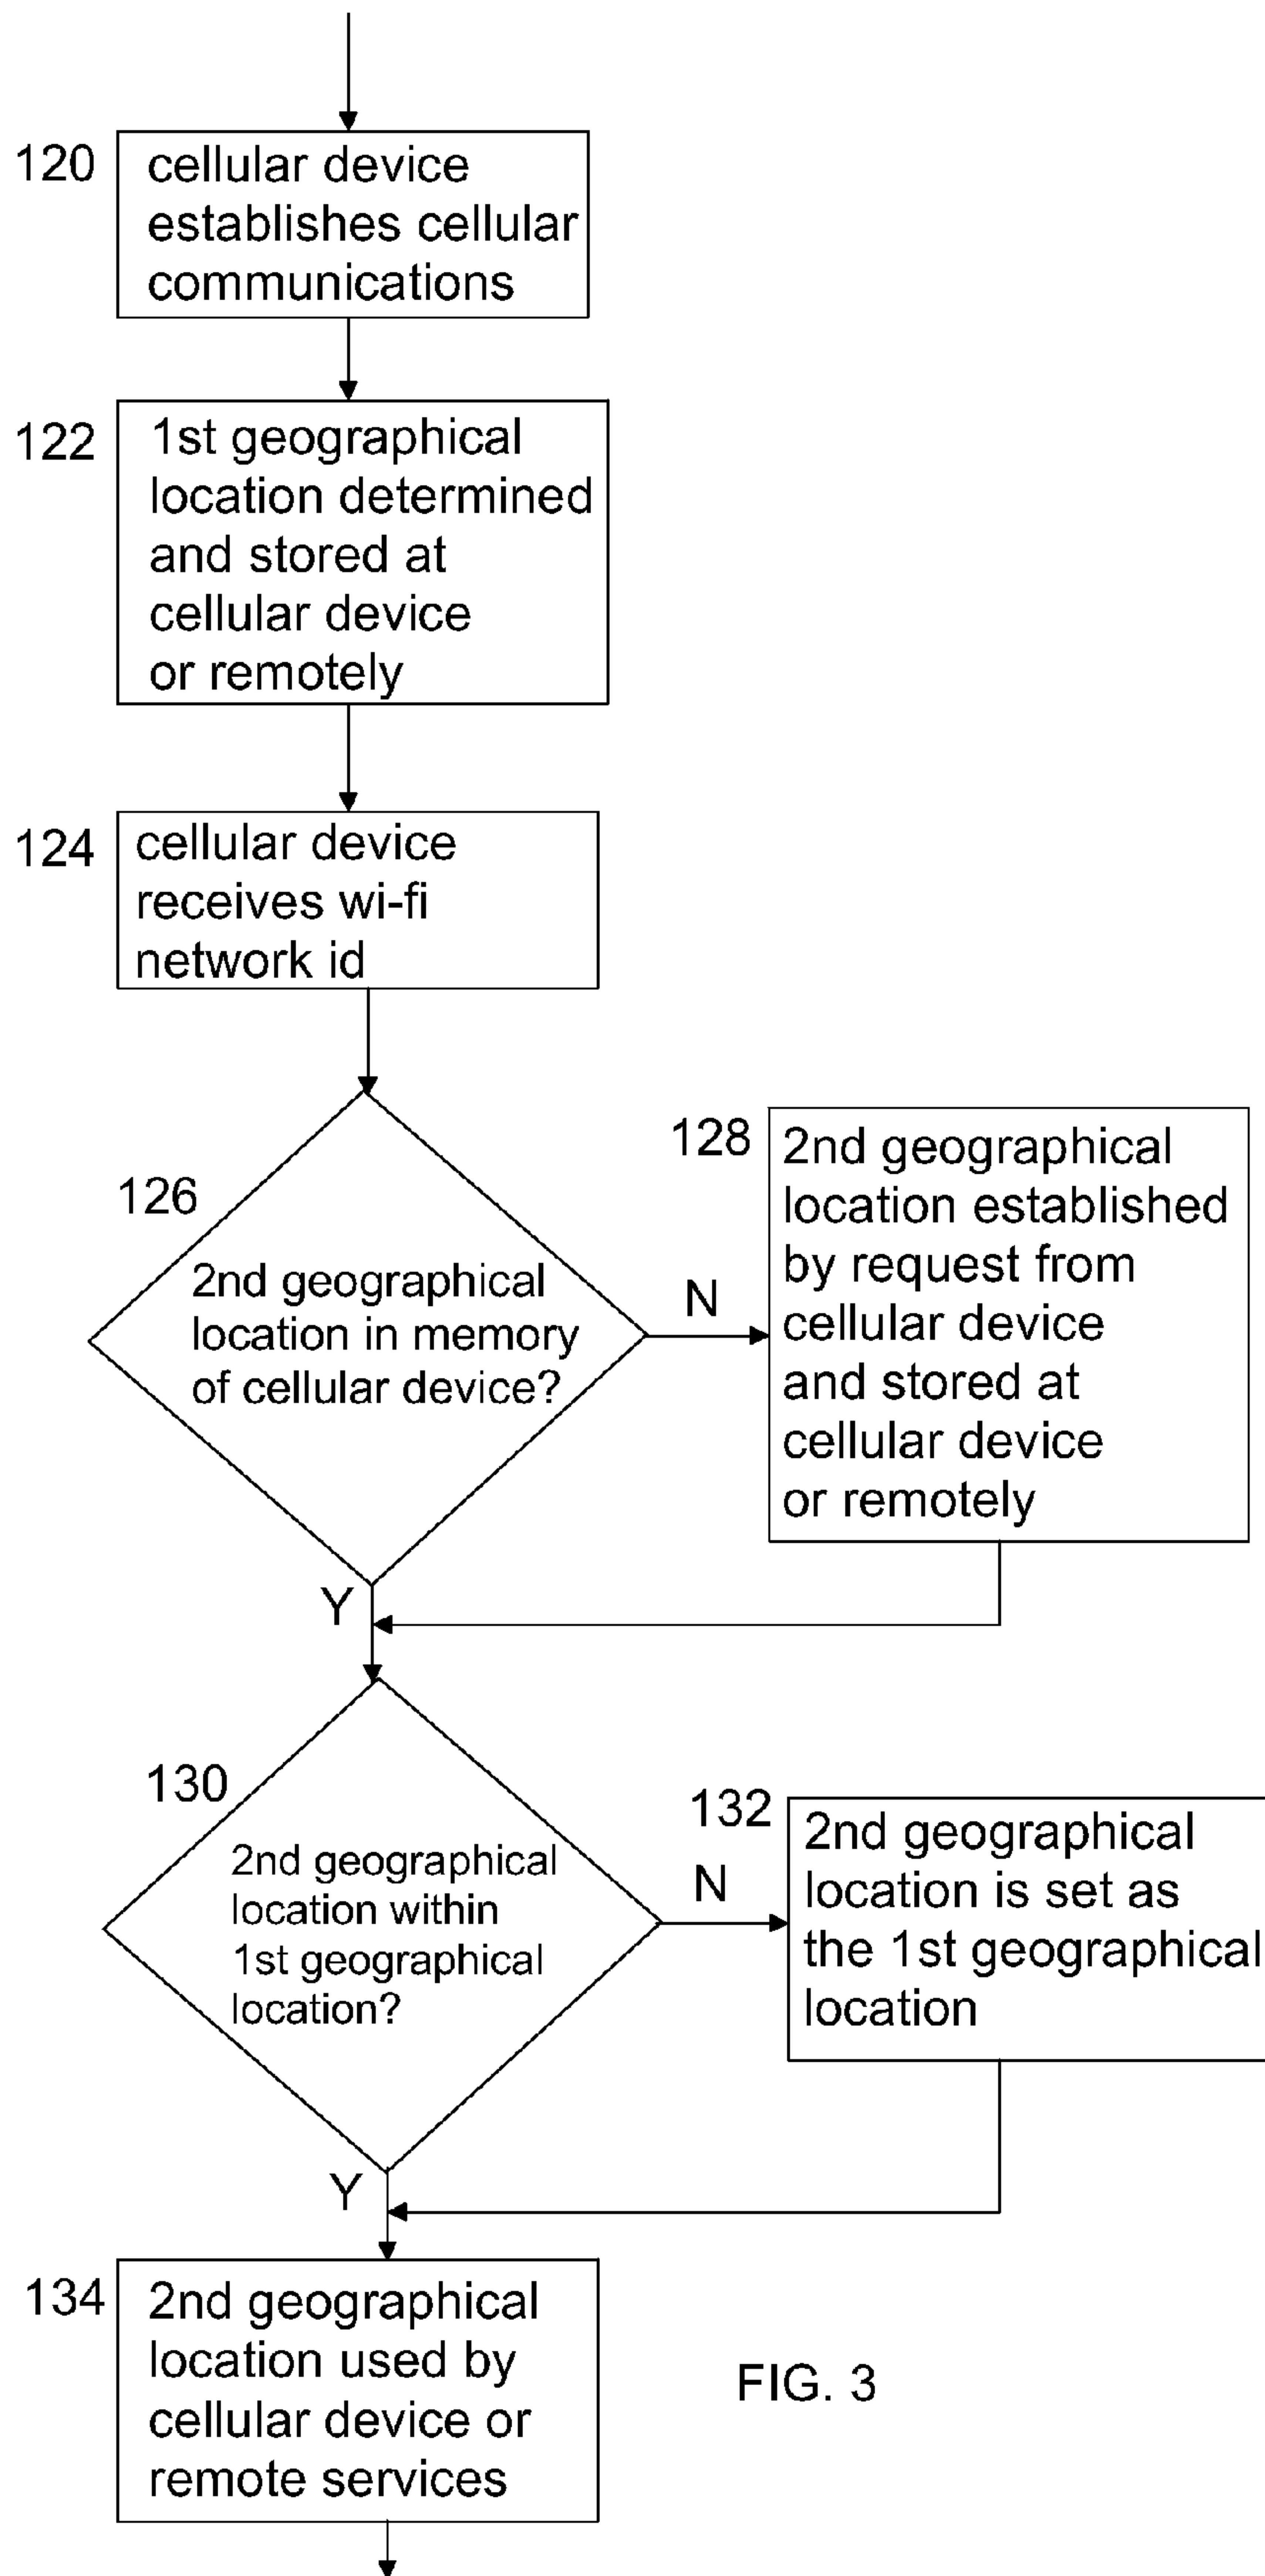 120
cellular device
establishes cellular
communications
122
1st geographical
location determined
and stored at
cellular device
or remotely
124
cellular device
receives wi-fi
network id
126
2nd geographical
location in memory
of cellular device?
N
128
2nd geographical
location established
by request from
cellular device
and stored at
cellular device
or remotely
Y
130
2nd geographical
location within
1st geographical
location?
N
132
2nd geographical
location is set as
the 1st geographical
location
Y
134
2nd geographical
location used by
cellular device or
remote services
FIG. 3